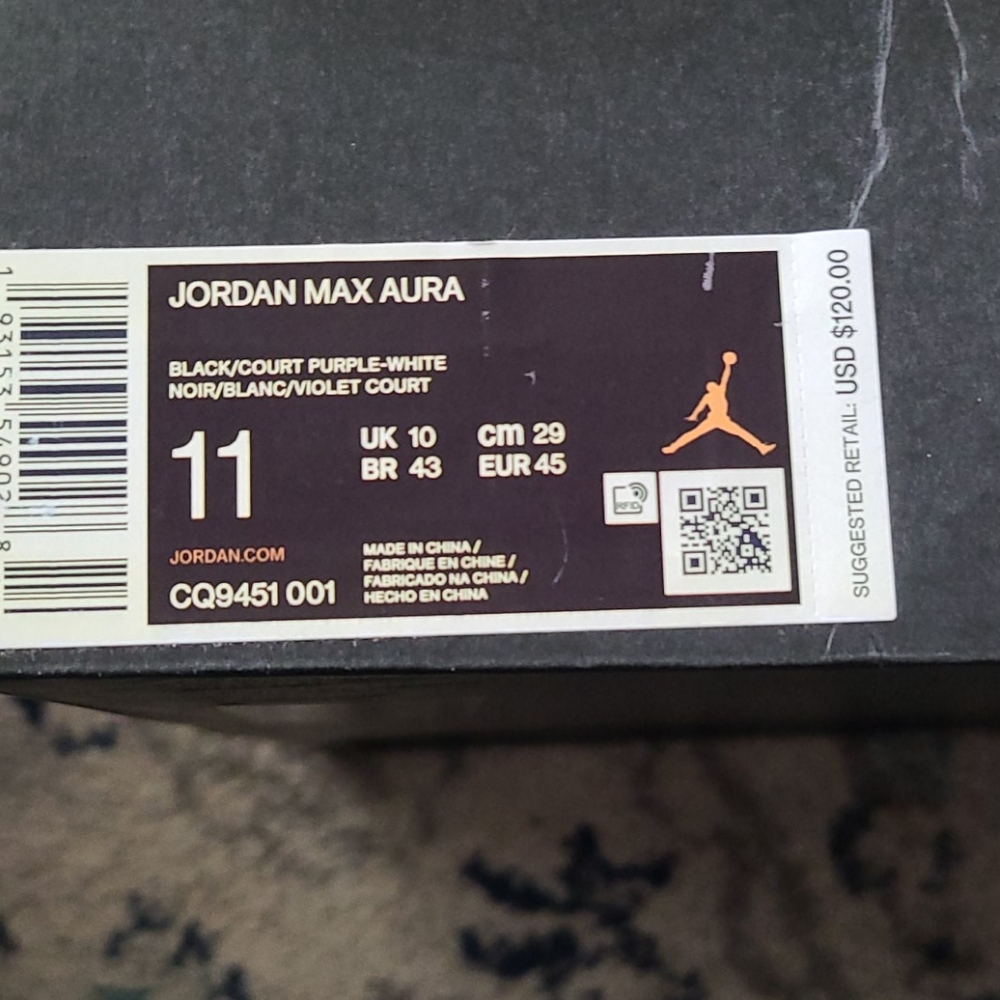 JORDAN MAX AURA
BLACK/COURT PURPLE-WHITE
NOIR/BLANC/VIOLET COURT
11
UK 10 cm 29
BR 43 EUR 45
RFID
JORDAN.COM
CQ9451 001
MADE IN CHINA /
FABRIQUE EN CHINE /
FABRICADO NA CHINA /
HECHO EN CHINA
SUGGESTED RETAIL: USD $120.00